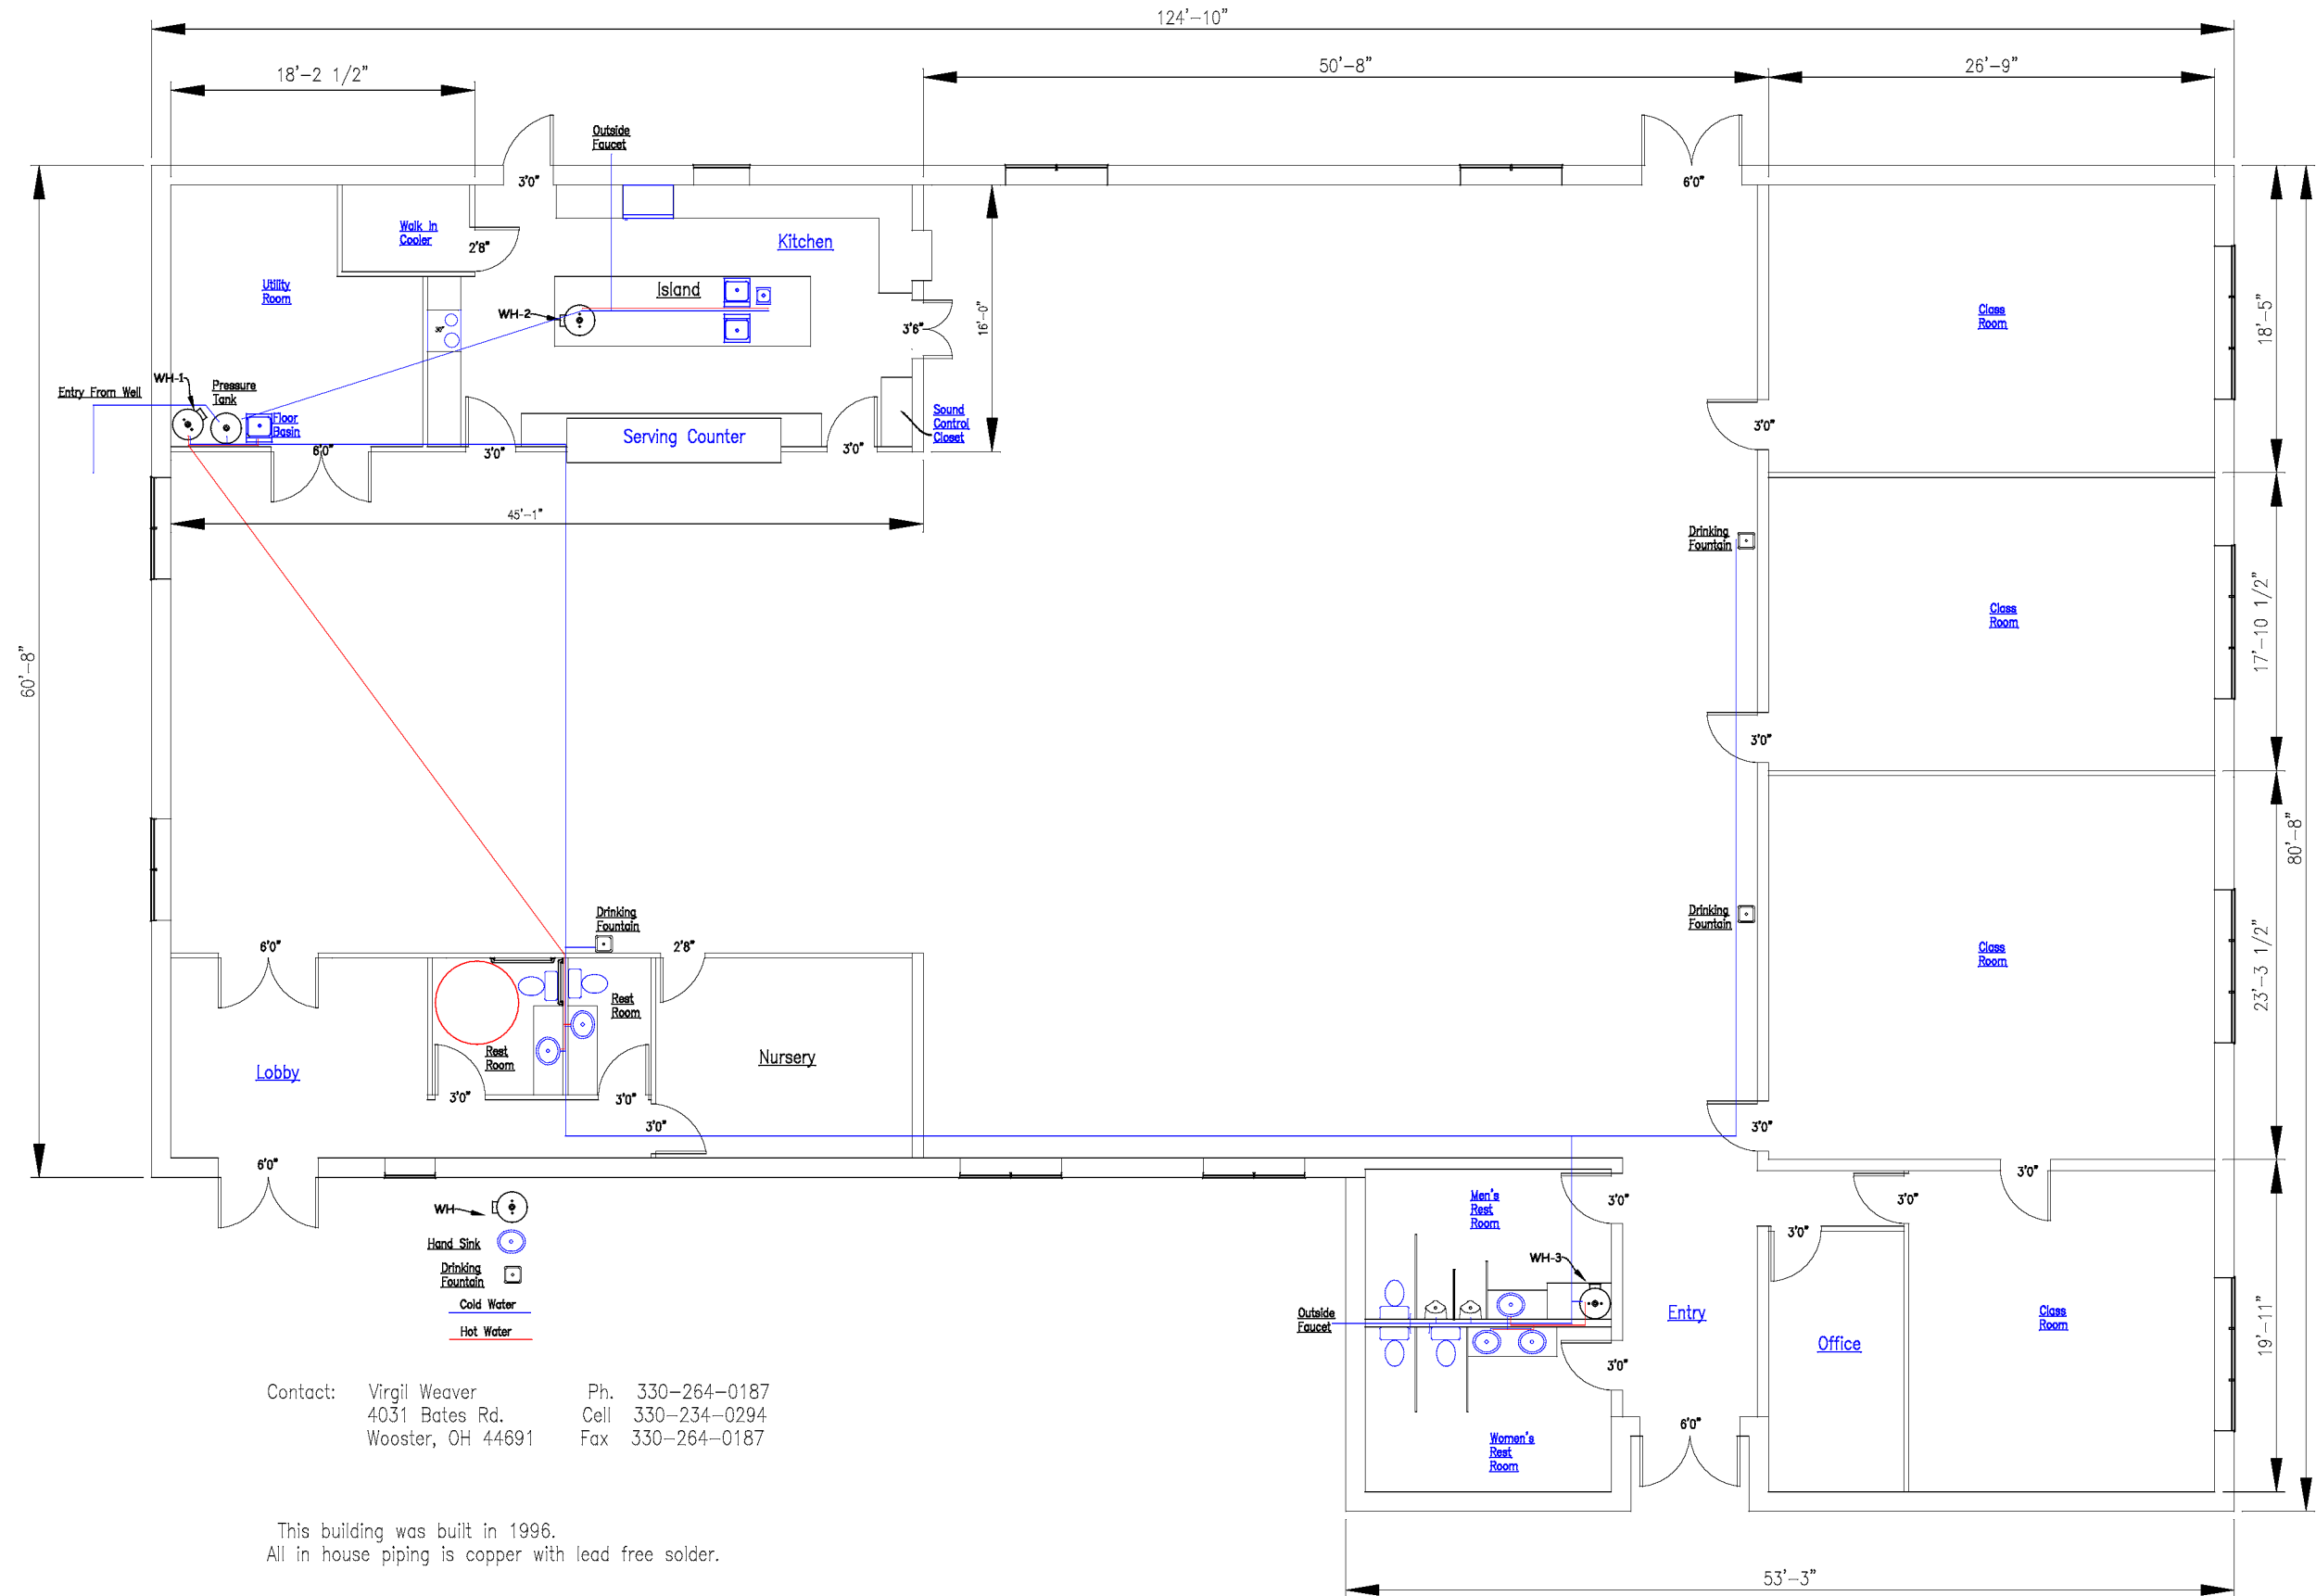 124'-10"
18'-2 1/2"
50'-8"
26'-9"
Outside
Faucet
3'0"
6'0"
Walk In
Cooler
2'8"
Kitchen
Utility
Room
Island
WH-2
3'6"
16'-0"
Class
Room
18'-5"
30"
WH-1
Pressure
Tank
Entry From Well
Floor
Basin
Sound
Control
Closet
Serving Counter
6'0"
3'0"
3'0"
3'0"
45'-1"
Drinking
Fountain
Class
Room
17'-10 1/2"
60'-8"
3'0"
80'-8"
Drinking
Fountain
Drinking
Fountain
6'0"
2'8"
Class
Room
23'-3 1/2"
Rest
Room
Rest
Room
Nursery
Lobby
3'0"
3'0"
3'0"
3'0"
6'0"
3'0"
Men's
Rest
Room
3'0"
3'0"
3'0"
WH
Hand Sink
Drinking
Fountain
Cold Water
Hot Water
WH-3
Outside
Faucet
Entry
Office
Class
Room
19'-11"
3'0"
6'0"
Women's
Rest
Room
Contact: Virgil Weaver Ph. 330-264-0187
4031 Bates Rd. Cell 330-234-0294
Wooster, OH 44691 Fax 330-264-0187
This building was built in 1996.
All in house piping is copper with lead free solder.
53'-3"